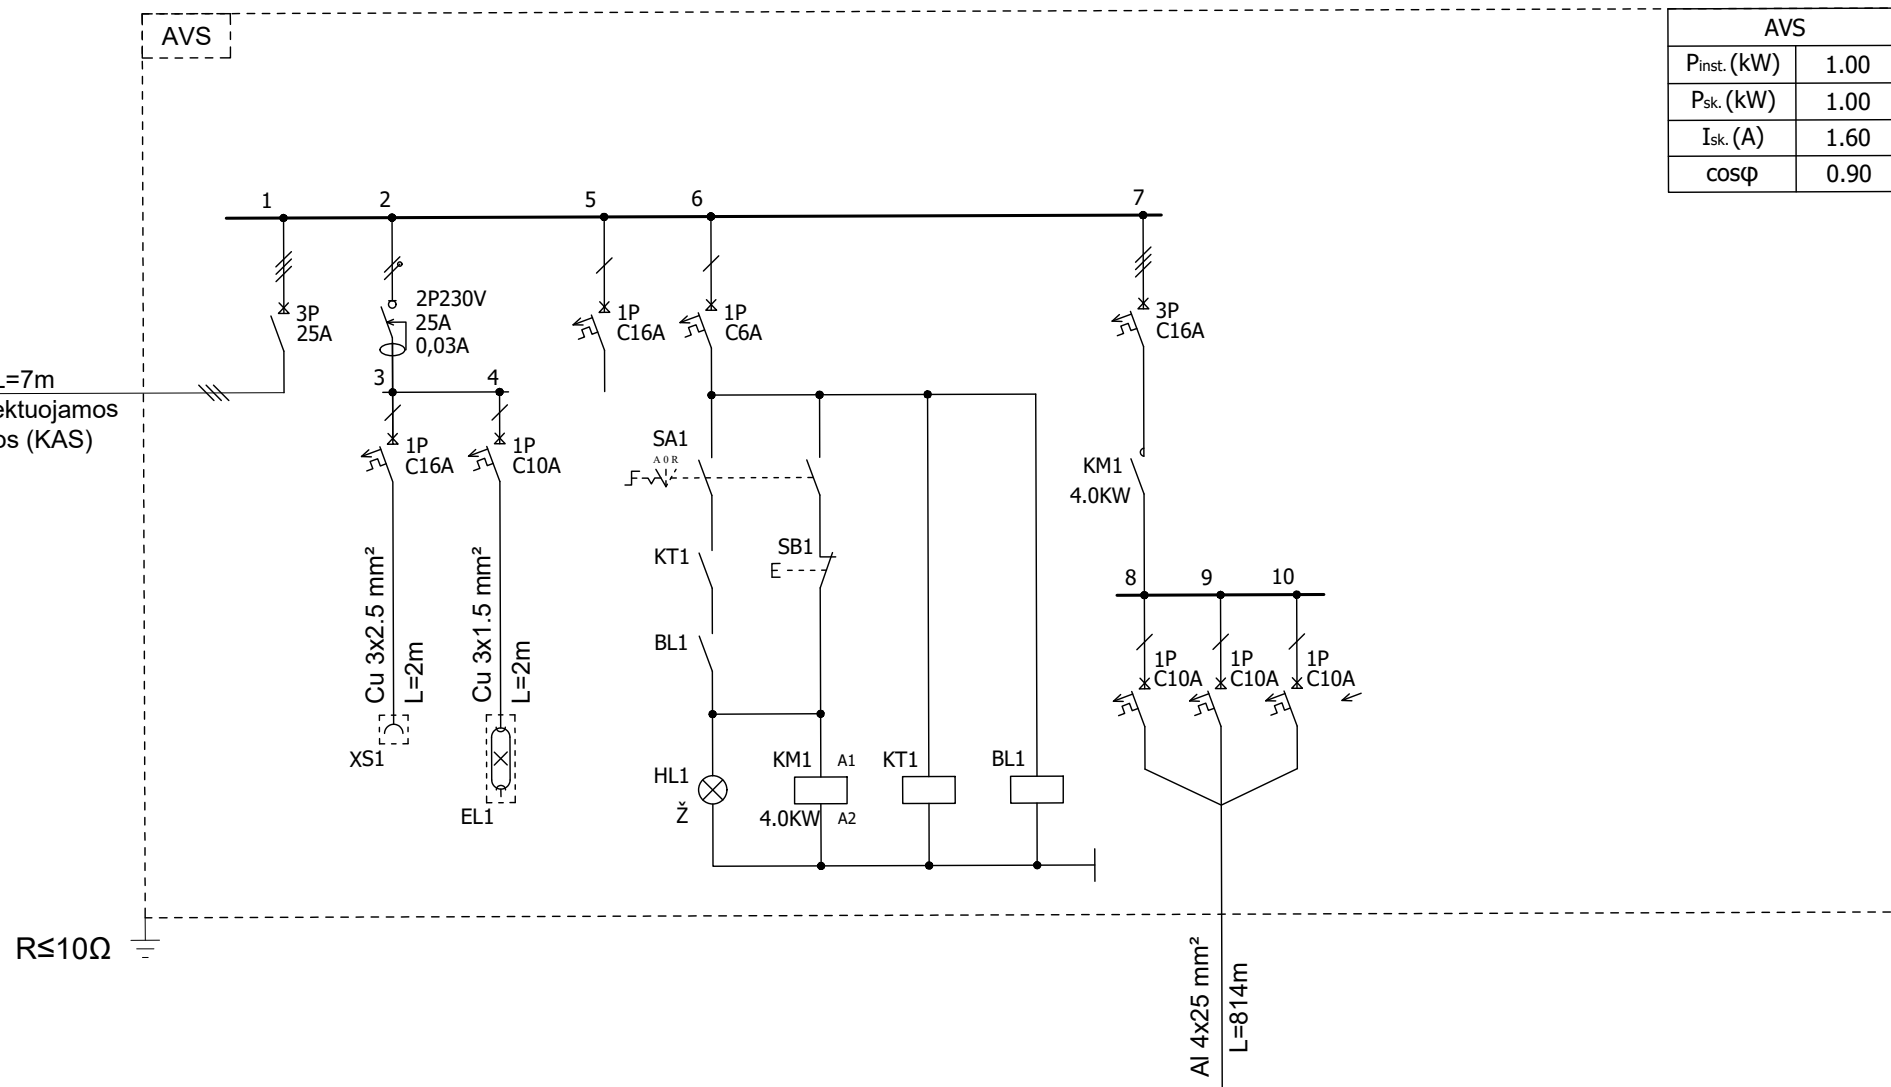 AVS
AVS
Pinst. (kW) 1.00
Psk. (kW) 1.00
Isk. (A) 1.60
cosφ 0.90
1
2
5
6
7
3P
25A
2P230V
25A
0,03A
1P
C16A
1P
C6A
3P
C16A
=7m
ektuojamos
os (KAS)
3
4
1P
C16A
1P
C10A
SA1
A 0 R
KM1
4.0KW
KT1
SB1
E
BL1
Cu 3x2.5 mm²
L=2m
Cu 3x1.5 mm²
L=2m
8
9
10
1P
C10A
1P
C10A
1P
C10A
XS1
EL1
HL1
Ž
KM1
A1
4.0KW
A2
KT1
BL1
R≤10Ω
Al 4x25 mm²
L=814m